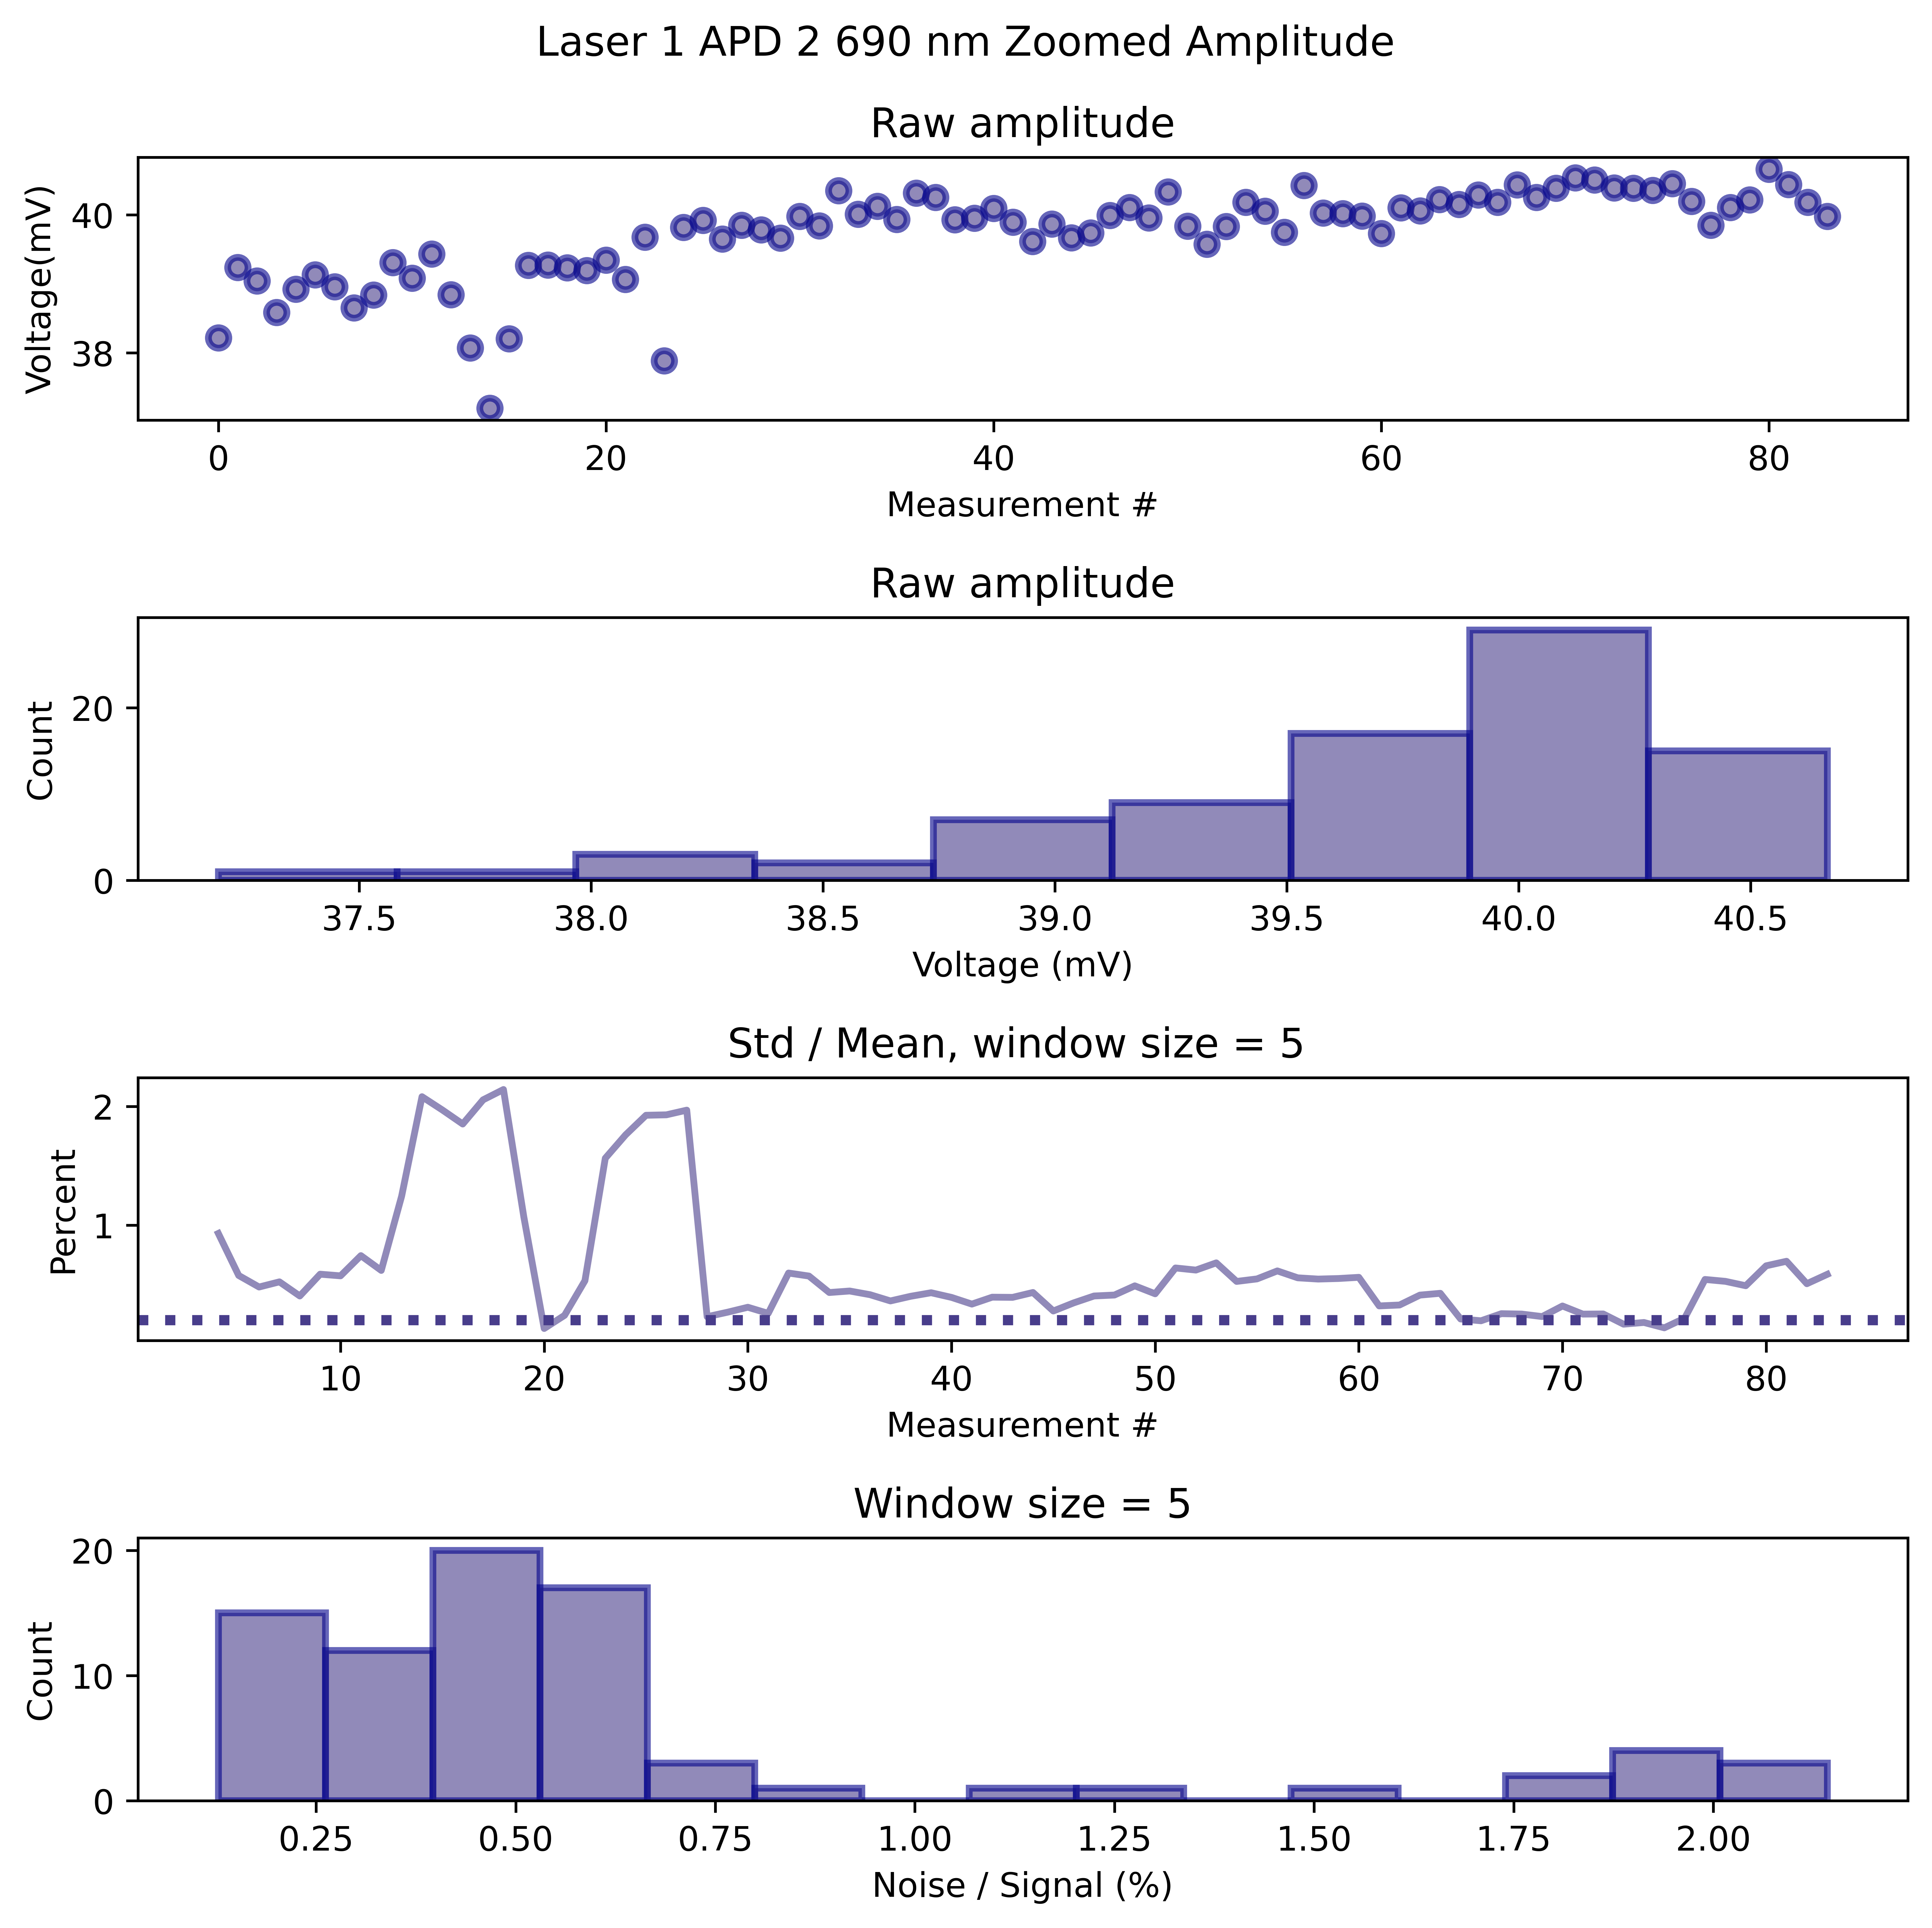 Laser 1 APD 2 690 nm Zoomed Amplitude
Raw amplitude
Voltage(mV)
40
38
0 20 40 60 80
Measurement #
Raw amplitude
Count
20
0
37.5 38.0 38.5 39.0 39.5 40.0 40.5
Voltage (mV)
Std / Mean, window size = 5
Percent
2
1
10 20 30 40 50 60 70 80
Measurement #
Window size = 5
Count
20
10
0
0.25 0.50 0.75 1.00 1.25 1.50 1.75 2.00
Noise / Signal (%)